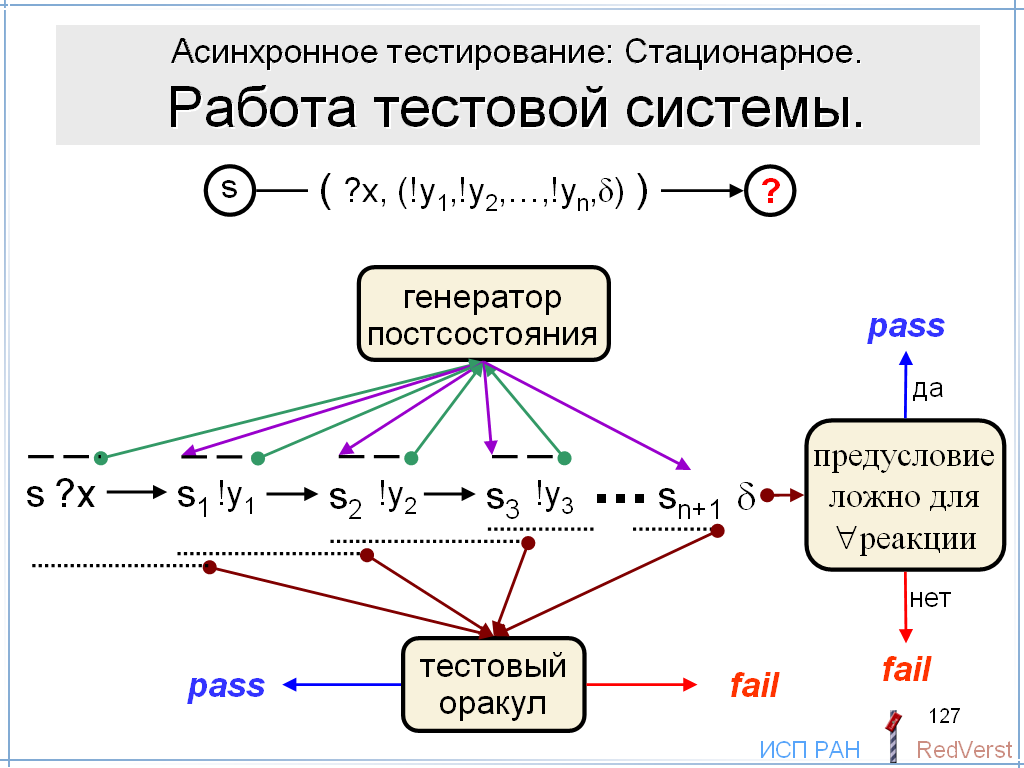 Асинхронное тестирование: Стационарное.
Работа тестовой системы.
s ( ?x, (!y1,!y2,…,!yn,δ) ) ?
генератор
постсостояния
pass
да
предусловие
ложно для
∀реакции
s ?x s1 !y1 s2 !y2 s3 !y3 ... sn+1 δ
нет
fail
тестовый
оракул
pass
fail
127
ИСП РАН RedVerst